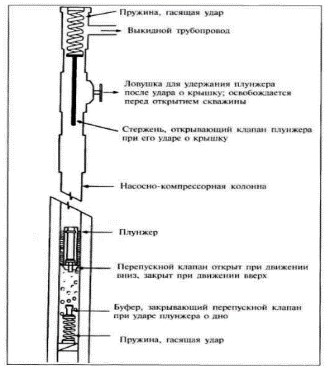 Пружина, гасящая удар
Выкидной трубопровод
Ловушка для удержания плунжера
после удара о крышку; освобождается
перед открытием скважины
Стержень, открывающий клапан плунжера
при его ударе о крышку
Насосно-компрессорная колонна
Плунжер
Перепускной клапан открыт при движении
вниз, закрыт при движении вверх
Буфер, закрывающий перепускной клапан
при ударе плунжера о дно
Пружина, гасящая удар